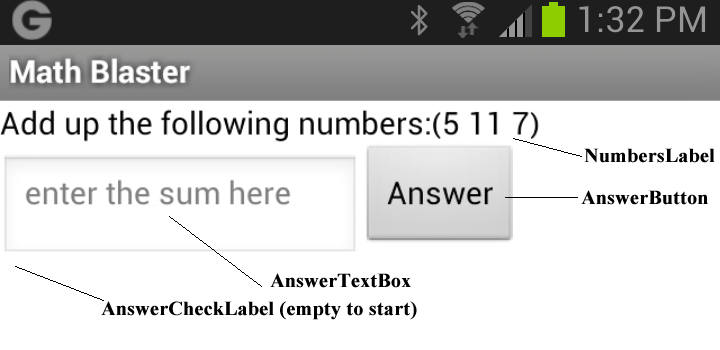 G 1:32 PM
Math Blaster
Add up the following numbers:(5 11 7)
NumbersLabel
enter the sum here
Answer
AnswerButton
AnswerTextBox
AnswerCheckLabel (empty to start)